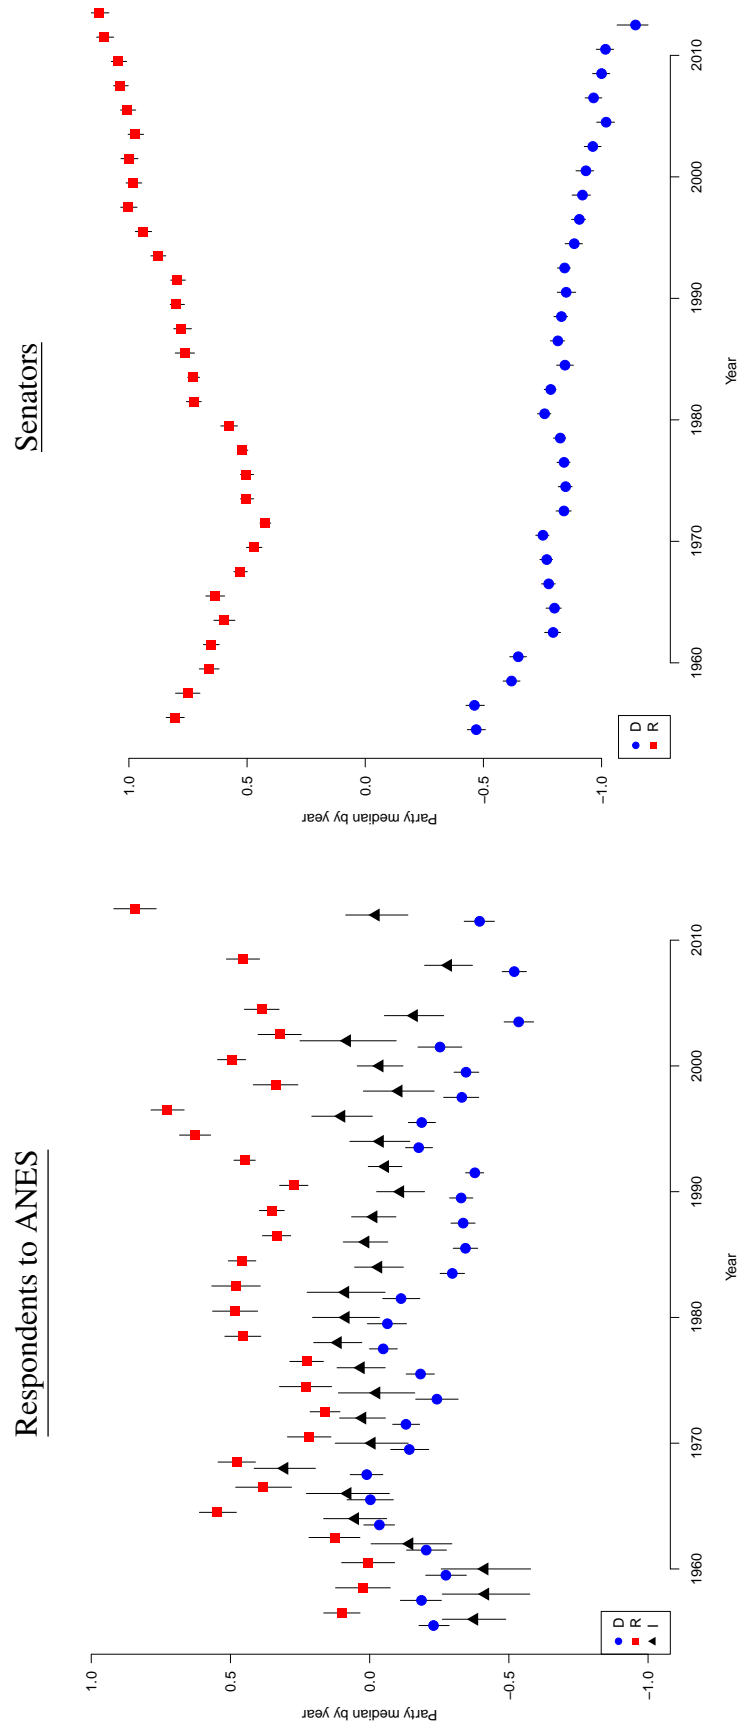 Respondents to ANES
Party median by year
1.0
0.5
0.0
−0.5
−1.0
1960
1970
1980
1990
2000
2010
Year
D
R
I
Senators
Party median by year
1.0
0.5
0.0
−0.5
−1.0
1960
1970
1980
1990
2000
2010
Year
D
R